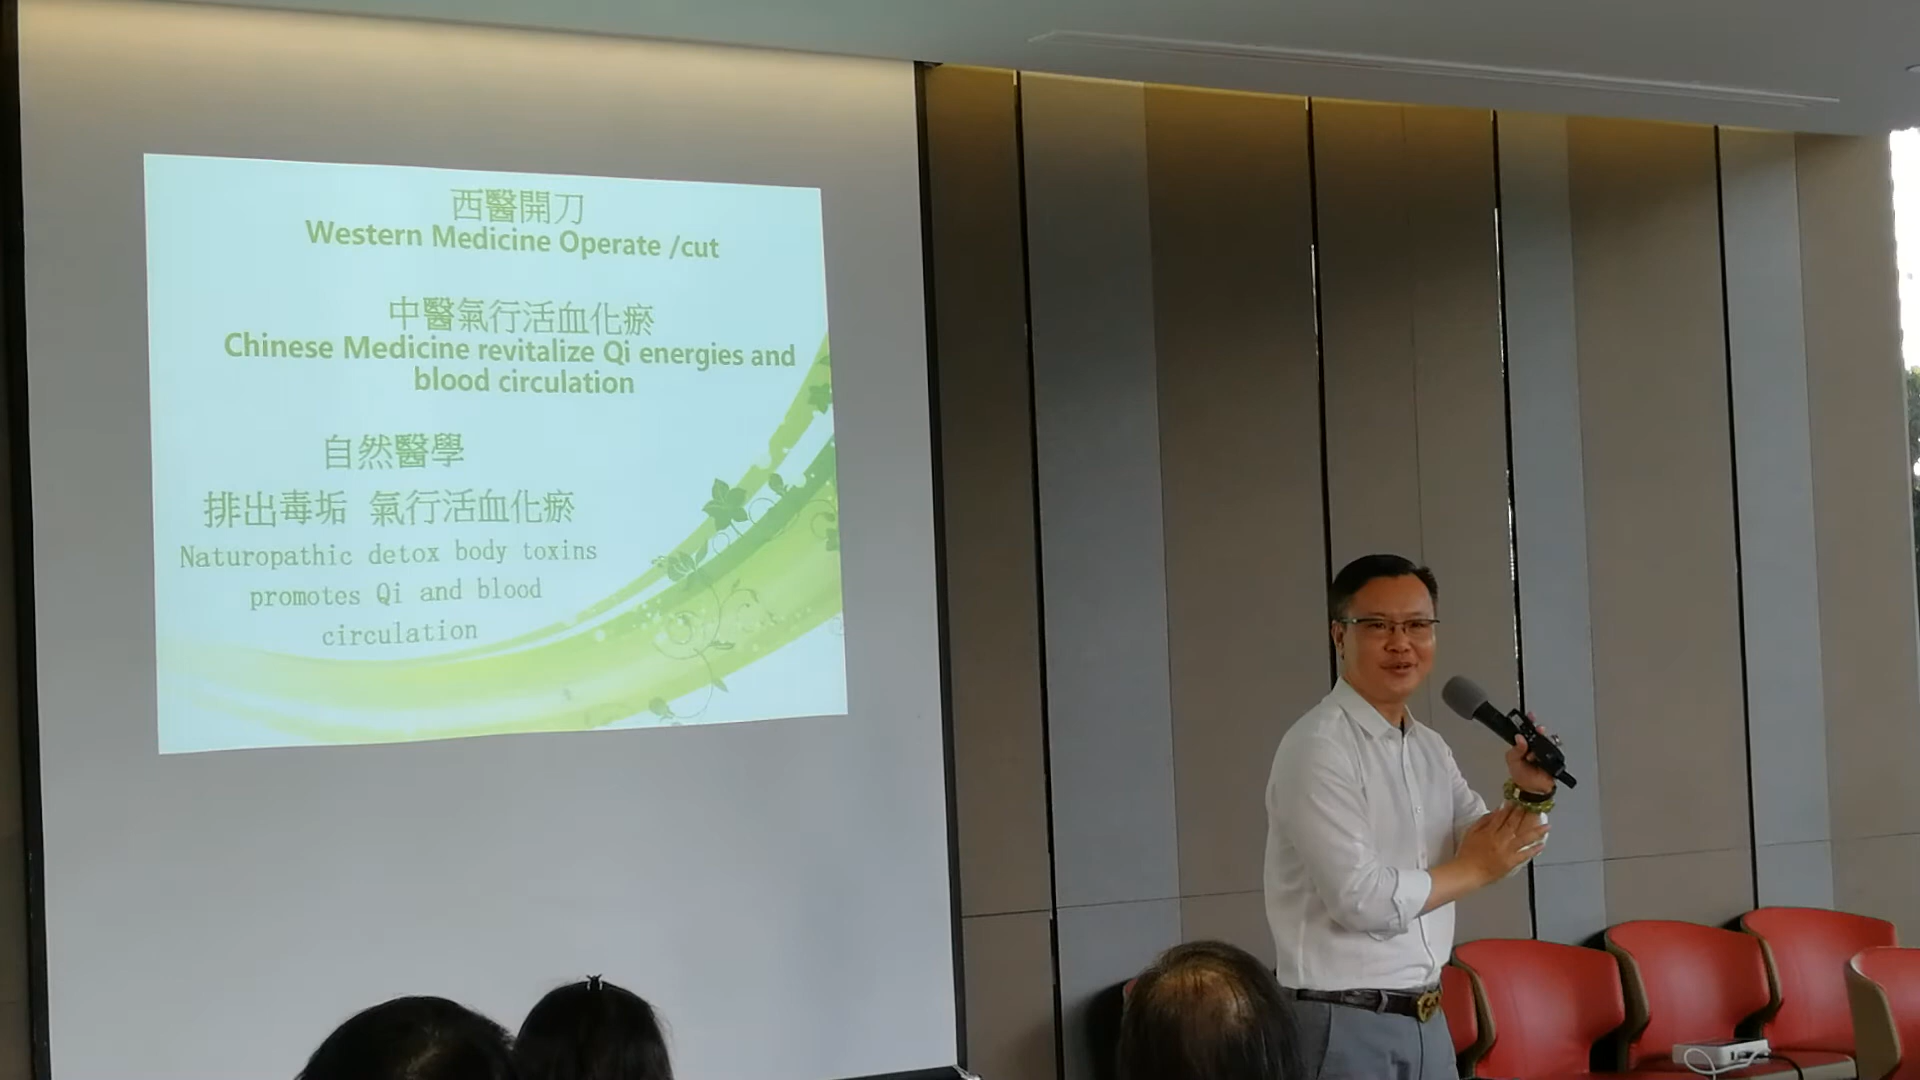 西醫開刀
Western Medicine Operate /cut
中醫氣行活血化瘀
Chinese Medicine revitalize Qi energies and
blood circulation
自然醫學
排出毒垢 氣行活血化瘀
Naturopathic detox body toxins
promotes Qi and blood
circulation